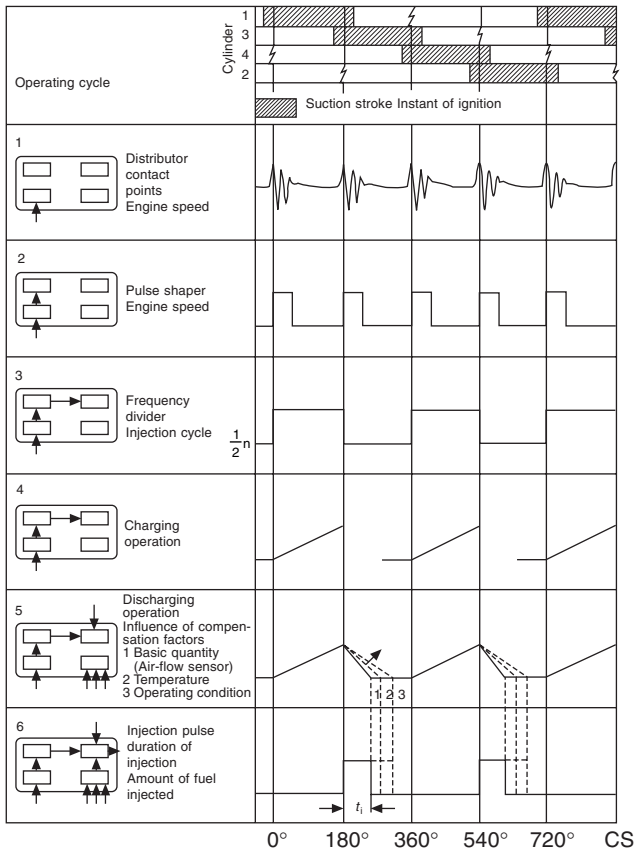 Operating cycle
Cylinder
1
3
4
2
Suction stroke Instant of ignition
1
Distributor
contact
points
Engine speed
2
Pulse shaper
Engine speed
3
Frequency
divider
Injection cycle
1/2 n
4
Charging
operation
5
Discharging
operation
Influence of compen-
sation factors
1 Basic quantity
(Air-flow sensor)
2 Temperature
3 Operating condition
1 2 3
6
Injection pulse
duration of
injection
Amount of fuel
injected
ti
0° 180° 360° 540° 720° CS